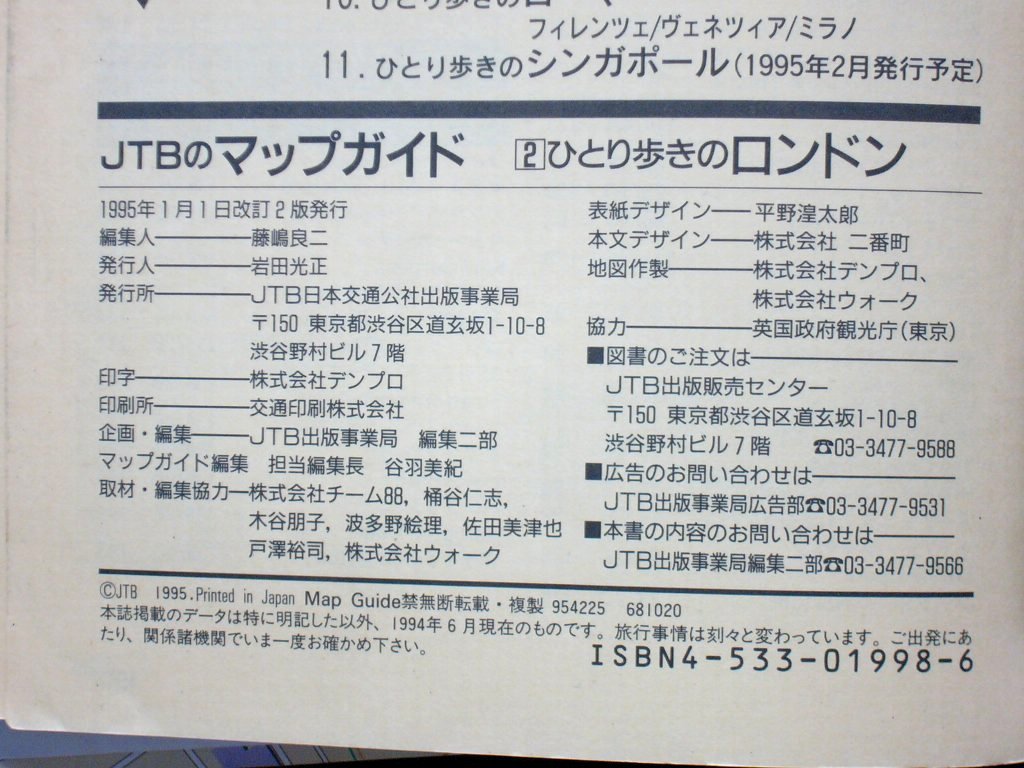 10.ひとり歩きのローマ
フィレンツェ/ヴェネツィア/ミラノ
11.ひとり歩きのシンガポール(1995年2月発行予定)
JTBのマップガイド 2ひとり歩きのロンドン
1995年1月1日改訂2版発行
編集人――藤嶋良二
発行人――岩田光正
発行所――JTB日本交通公社出版事業局
〒150 東京都渋谷区道玄坂1-10-8
渋谷野村ビル7階
印字――株式会社デンプロ
印刷所――交通印刷株式会社
企画・編集――JTB出版事業局 編集二部
マップガイド編集 担当編集長 谷羽美紀
取材・編集協力―株式会社チーム88，桶谷仁志，
木谷朋子，波多野絵理，佐田美津也
戸澤裕司，株式会社ウォーク
表紙デザイン――平野湟太郎
本文デザイン――株式会社 二番町
地図作製――株式会社デンプロ、
株式会社ウォーク
協力――英国政府観光庁(東京)
■図書のご注文は――
JTB出版販売センター
〒150 東京都渋谷区道玄坂1-10-8
渋谷野村ビル7階 ☎03-3477-9588
■広告のお問い合わせは――
JTB出版事業局広告部☎03-3477-9531
■本書の内容のお問い合わせは――
JTB出版事業局編集二部☎03-3477-9566
©JTB 1995.Printed in Japan Map Guide禁無断転載・複製 954225 681020
本誌掲載のデータは特に明記した以外、1994年6月現在のものです。旅行事情は刻々と変わっています。ご出発にあ
たり、関係諸機関でいま一度お確かめ下さい。
ISBN4-533-01998-6